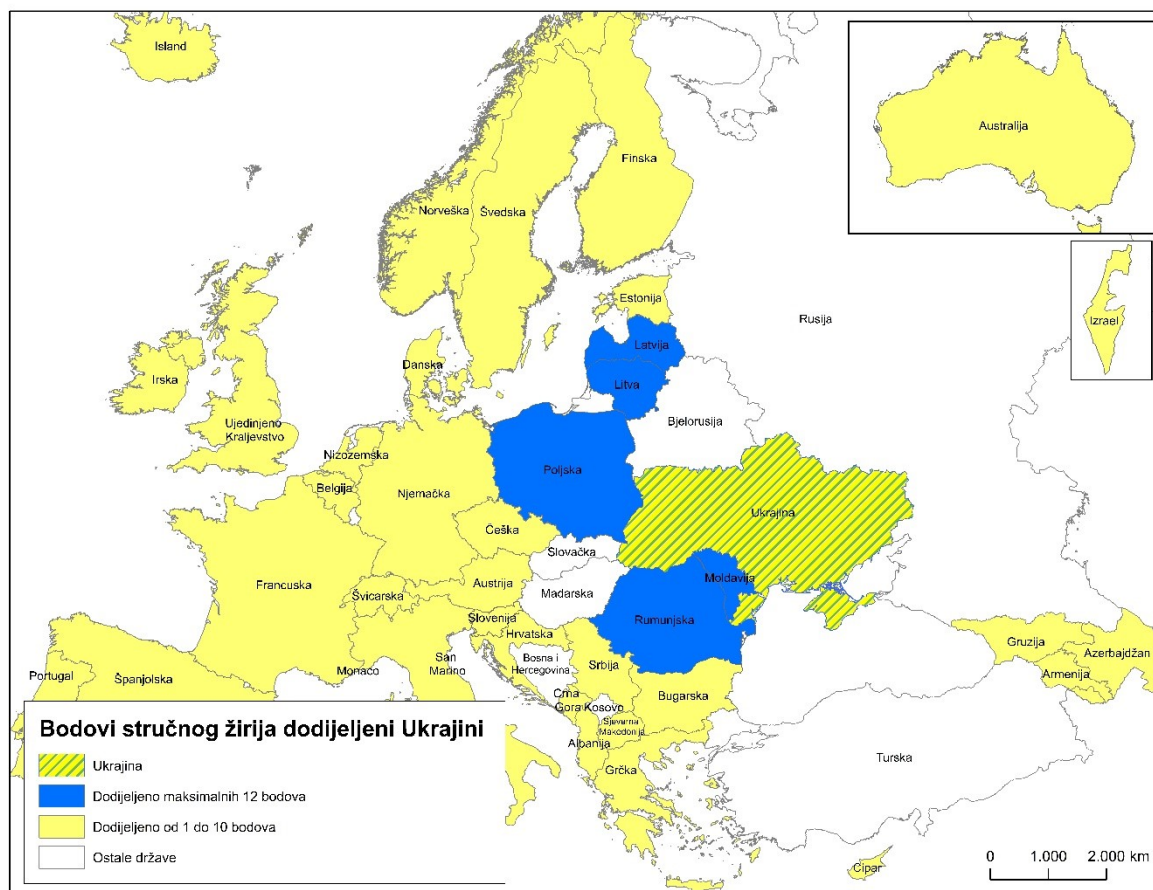 Island
Australija
Finska
Norveška
Švedska
Rusija
Izrael
Estonija
Latvija
Litva
Danska
Irska
Ujedinjeno
Kraljevstvo
Bjelorusija
Nizozemska
Belgija
Njemačka
Poljska
Ukrajina
Češka
Slovačka
Francuska
Austrija
Moldavija
Švicarska
Madarska
Slovenija
Hrvatska
Rumunjska
Gruzija
Azerbajdžan
Armenija
Portugal
Španjolska
Monaco
San
Marino
Bosna i
Hercegovina
Srbija
Crna
Gora
Kosovo
Bugarska
Sjeverna
Makedonija
Albanija
Grčka
Turska
Cipar
Bodovi stručnog žirija dodijeljeni Ukrajini
Ukrajina
Dodijeljeno maksimalnih 12 bodova
Dodijeljeno od 1 do 10 bodova
Ostale države
0 1.000 2.000 km